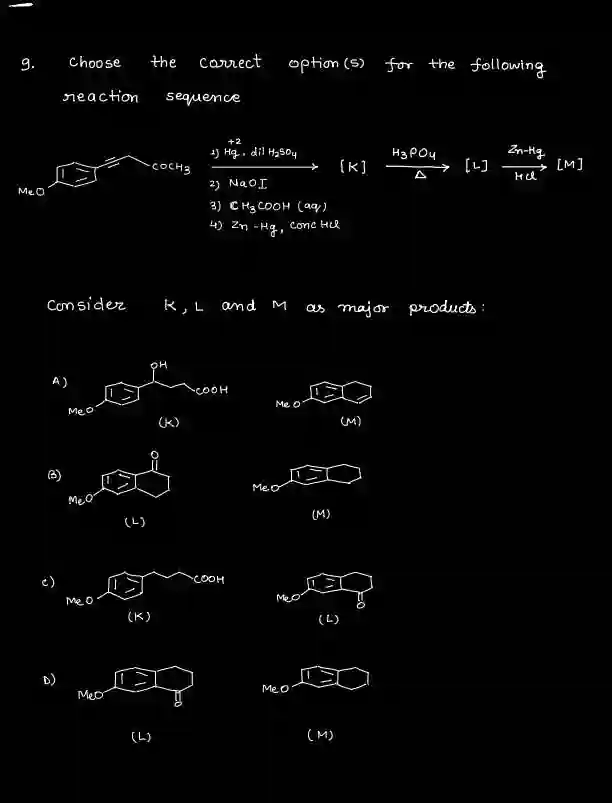 9. Choose the correct option(s) for the following
reaction sequence
MeO COCH3 1) Hg+2, dil H2SO4 [K] H3PO4 Δ [L] Zn-Hg HCl [M]
2) NaOI
3) CH3COOH (aq)
4) Zn-Hg, conc HCl
Consider K, L and M as major products:
A) OH COOH MeO MeO
(K) (M)
B) O MeO MeO
(L) (M)
c) COOH MeO MeO O
(K) (L)
D) MeO O MeO
(L) (M)